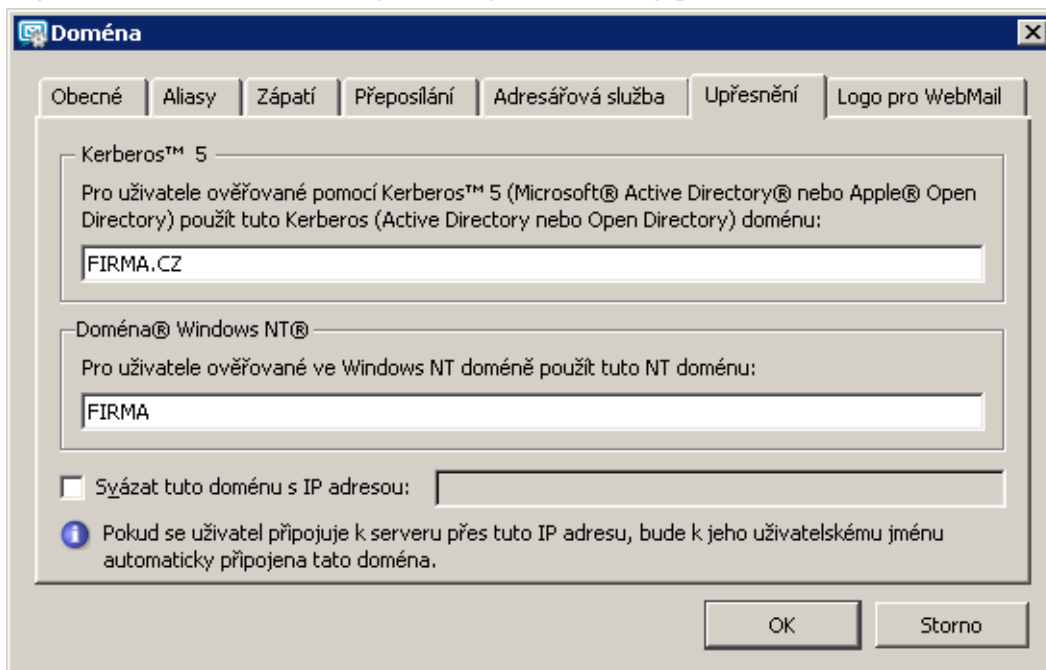 Doména
Obecné Aliasy Zápatí Přeposílání Adresářová služba Upřesnění Logo pro WebMail
Kerberos™ 5
Pro uživatele ověřované pomocí Kerberos™ 5 (Microsoft® Active Directory® nebo Apple® Open
Directory) použít tuto Kerberos (Active Directory nebo Open Directory) doménu:
FIRMA.CZ
Doména® Windows NT®
Pro uživatele ověřované ve Windows NT doméně použít tuto NT doménu:
FIRMA
Svázat tuto doménu s IP adresou:
Pokud se uživatel připojuje k serveru přes tuto IP adresu, bude k jeho uživatelskému jménu
automaticky připojena tato doména.
OK Storno